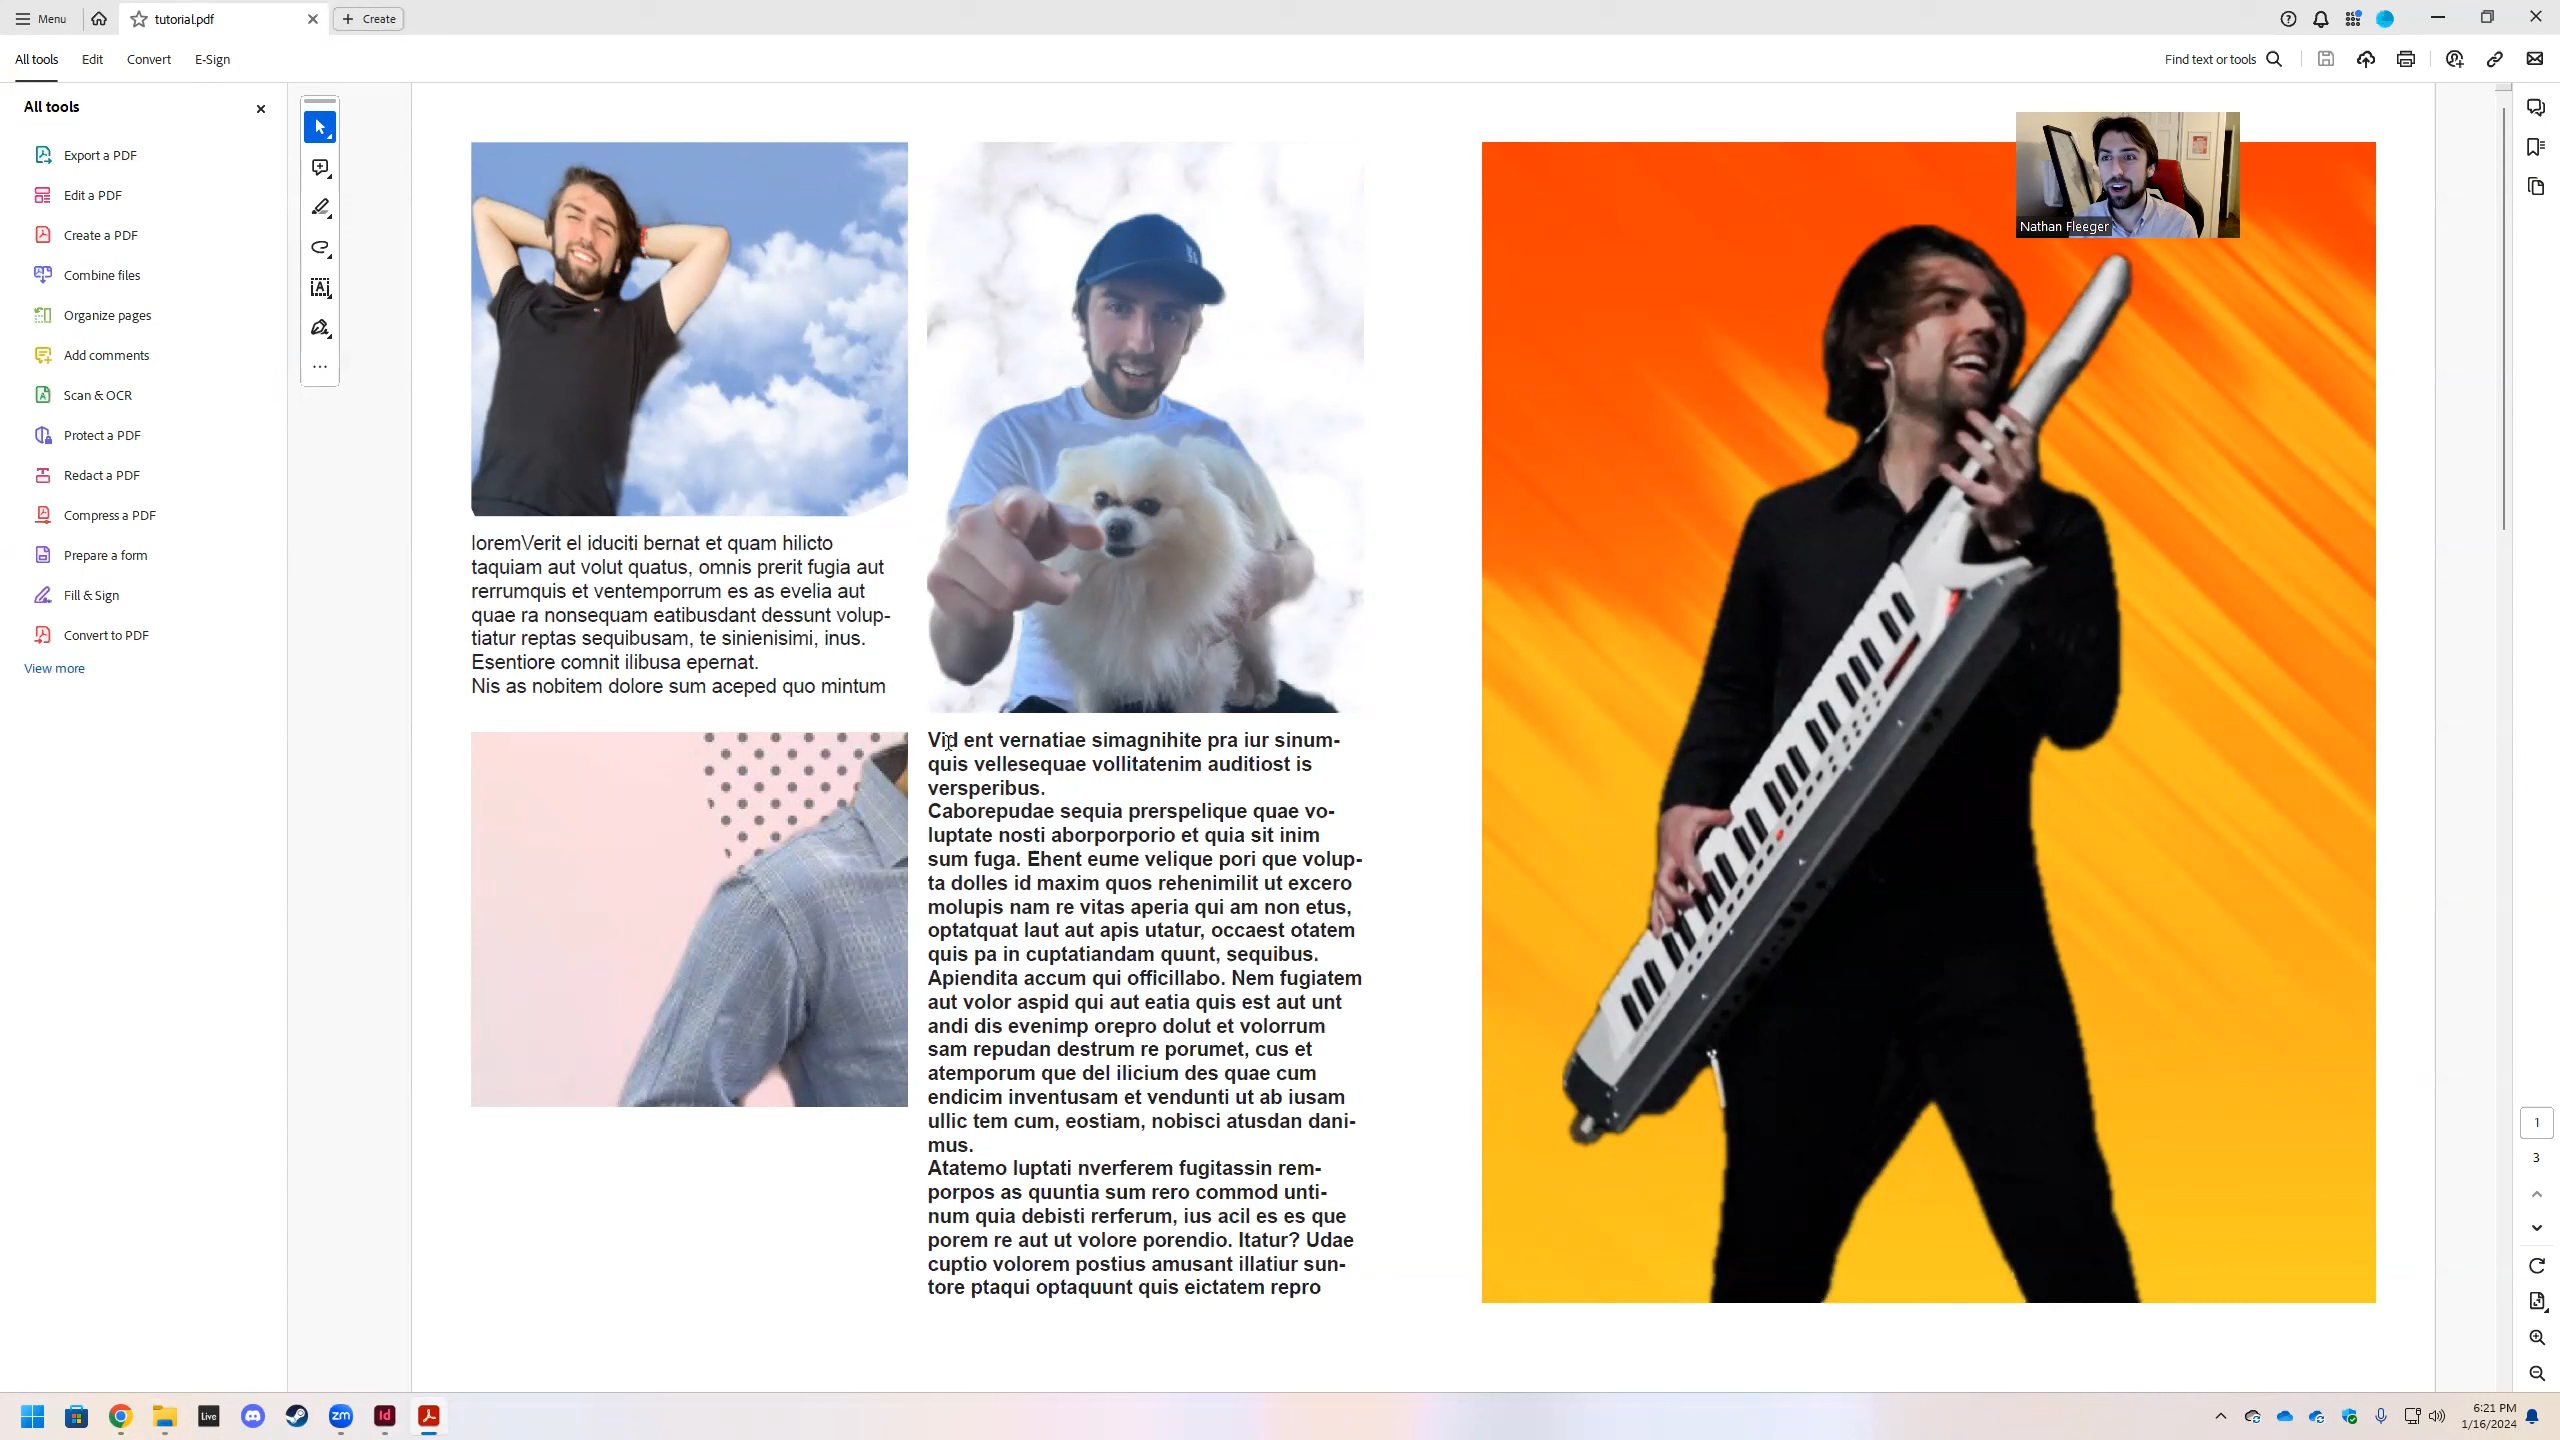 Menu
tutorial.pdf
Create
All tools
Edit
Convert
E-Sign
Find text or tools
All tools
Export a PDF
Edit a PDF
Create a PDF
Combine files
Organize pages
Add comments
Scan & OCR
Protect a PDF
Redact a PDF
Compress a PDF
Prepare a form
Fill & Sign
Convert to PDF
View more
loremVerit el iduciti bernat et quam hilicto
taquiam aut volut quatus, omnis prerit fugia aut
rerrumquis et ventemporrum es as evelia aut
quae ra nonsequam eatibusdant dessunt volup-
tiatur reptas sequibusam, te sinienisimi, inus.
Esentiore comnit ilibusa epernat.
Nis as nobitem dolore sum aceped quo mintum
Vid ent vernatiae simagnihite pra iur sinum-
quis vellesequae vollitatenim auditiost is
versperibus.
Caborepudae sequia prerspelique quae vo-
luptate nosti aborporporio et quia sit inim
sum fuga. Ehent eume velique pori que volup-
ta dolles id maxim quos rehenimilit ut excero
molupis nam re vitas aperia qui am non etus,
optatquat laut aut apis utatur, occaest otatem
quis pa in cuptatiandam quunt, sequibus.
Apiendita accum qui officillabo. Nem fugiatem
aut volor aspid qui aut eatia quis est aut unt
andi dis evenimp orepro dolut et volorrum
sam repudan destrum re porumet, cus et
atemporum que del ilicium des quae cum
endicim inventusam et vendunti ut ab iusam
ullic tem cum, eostiam, nobisci atusdan dani-
mus.
Atatemo luptati nverferem fugitassin rem-
porpos as quuntia sum rero commod unti-
num quia debisti rerferum, ius acil es es que
porem re aut ut volore porendio. Itatur? Udae
cuptio volorem postius amusant illatiur sun-
tore ptaqui optaquunt quis eictatem repro
Nathan Fleeger
1
3
Live
zm
Id
6:21 PM
1/16/2024